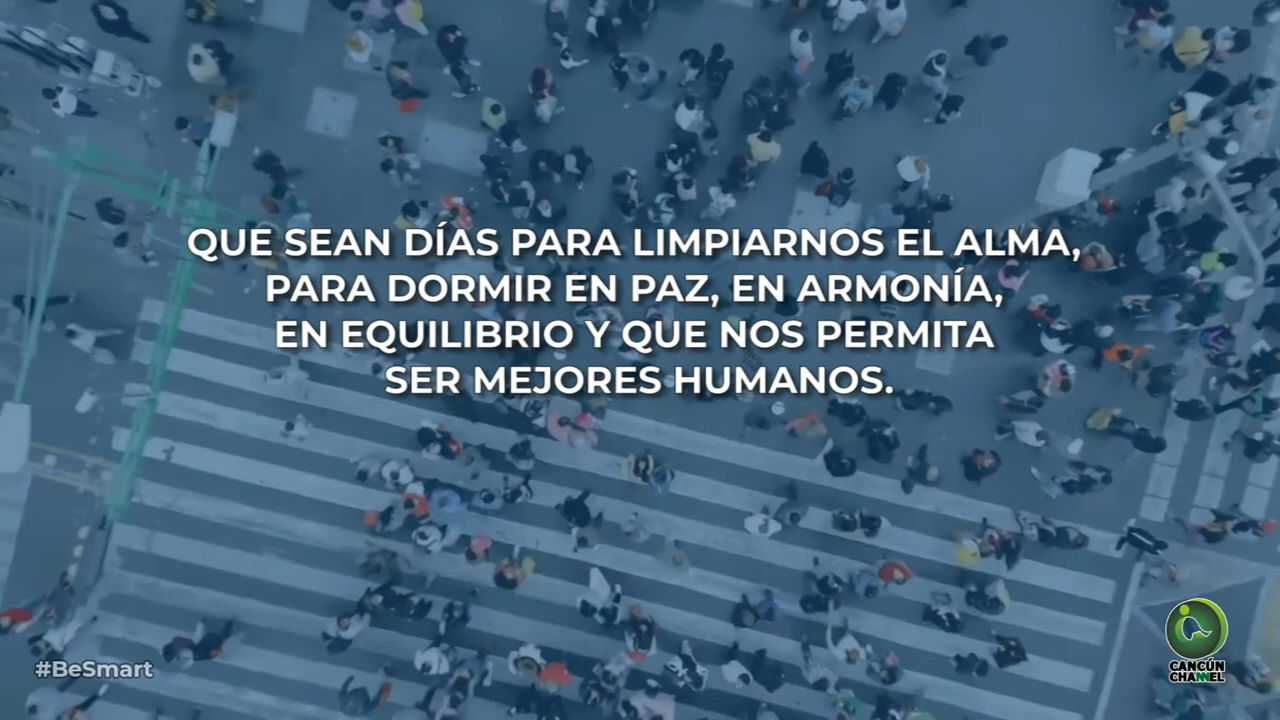 QUE SEAN DÍAS PARA LIMPIARNOS EL ALMA,
PARA DORMIR EN PAZ, EN ARMONÍA,
EN EQUILIBRIO Y QUE NOS PERMITA
SER MEJORES HUMANOS.
#BeSmart
CANCÚN
CHANNEL